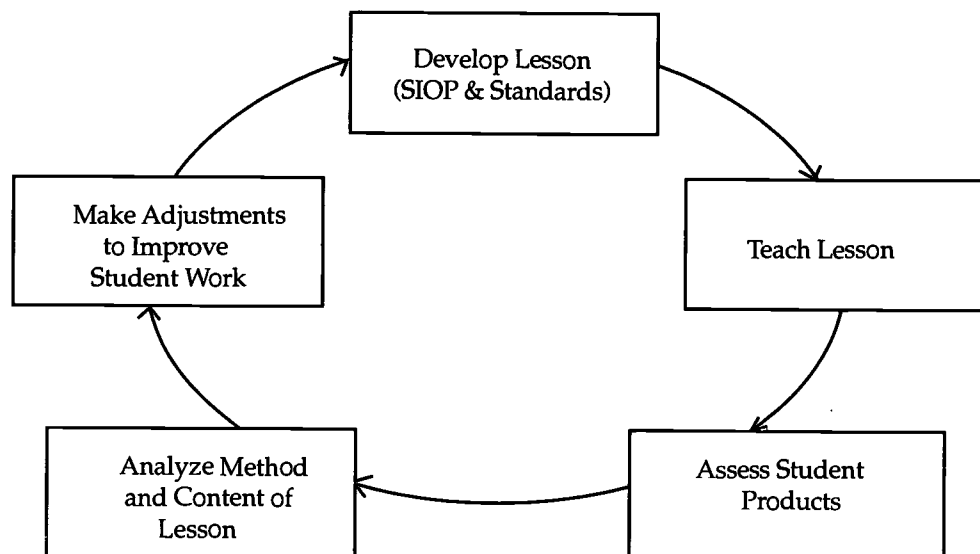 Develop Lesson
(SIOP & Standards)
Teach Lesson
Assess Student
Products
Analyze Method
and Content of
Lesson
Make Adjustments
to Improve
Student Work